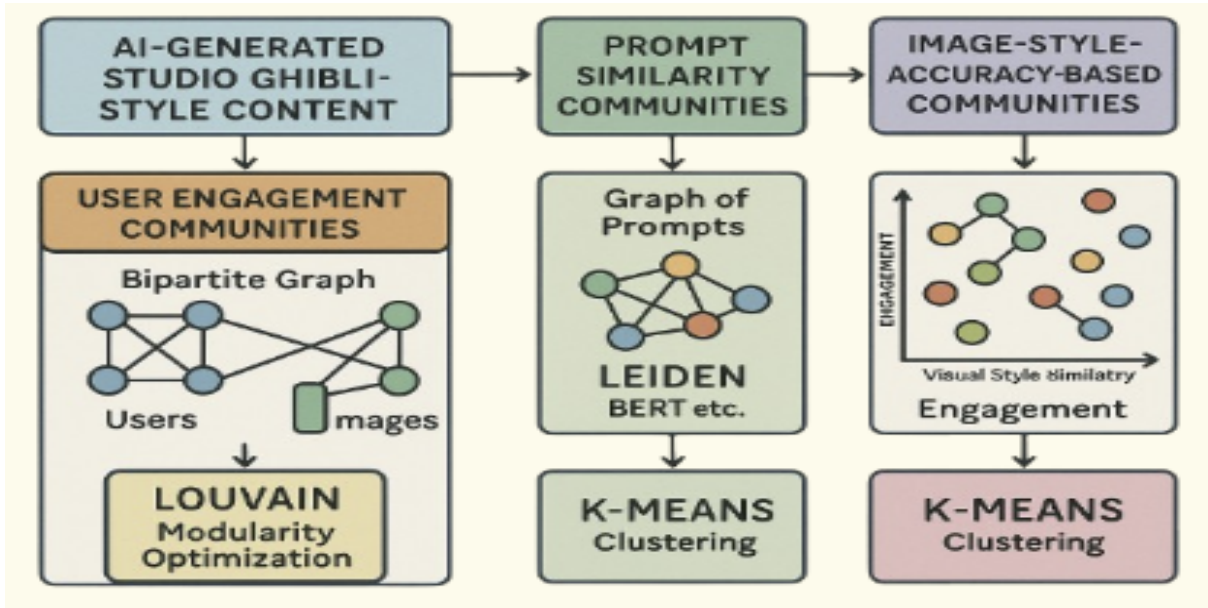 AI-GENERATED
STUDIO GHIBLI-
STYLE CONTENT
PROMPT
SIMILARITY
COMMUNITIES
IMAGE-STYLE-
ACCURACY-BASED
COMMUNITIES
USER ENGAGEMENT
COMMUNITIES
Bipartite Graph
Users
mages
LOUVAIN
Modularity
Optimization
Graph of
Prompts
LEIDEN
BERT etc.
K-MEANS
Clustering
ENGAGEMENT
Visual Style Similatry
Engagement
K-MEANS
Clustering